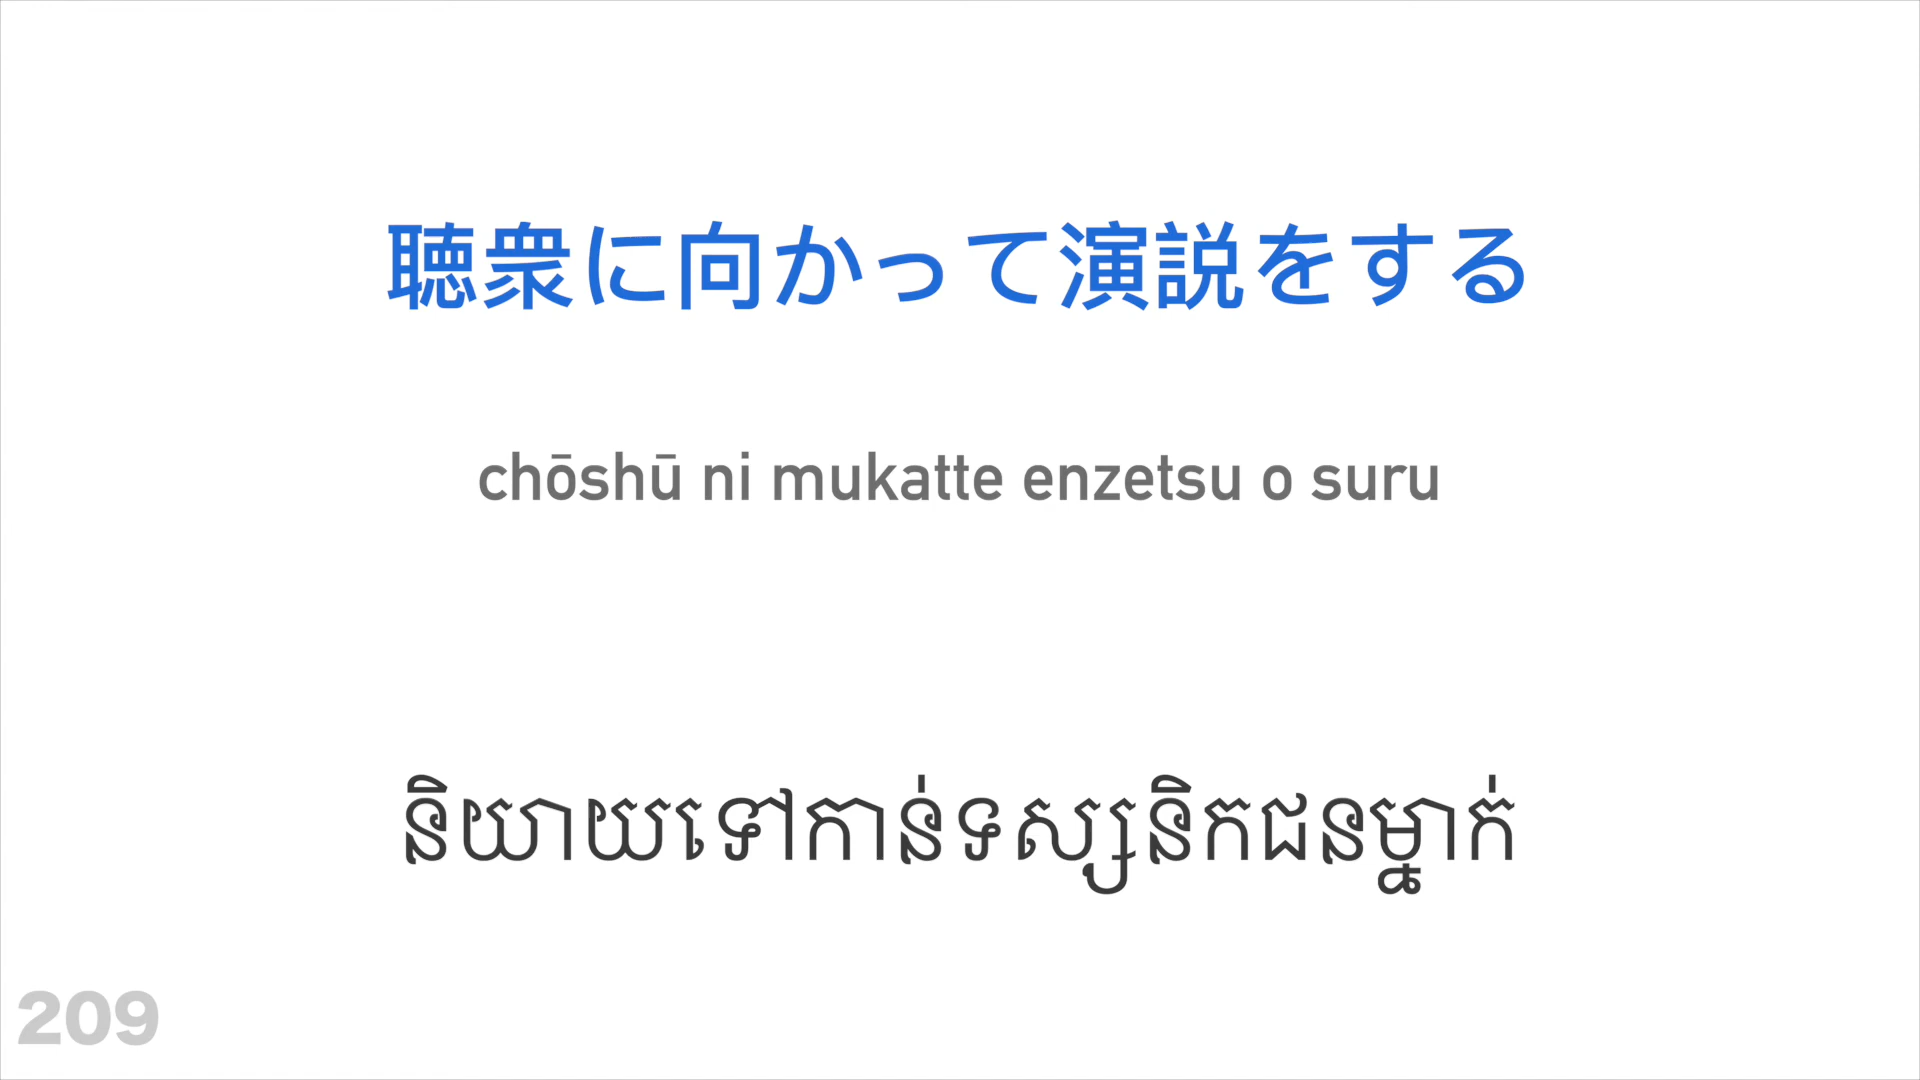 聴衆に向かって演説をする
chōshū ni mukatte enzetsu o suru
និយាយទៅកាន់ទស្សនិកជនម្នាក់
209